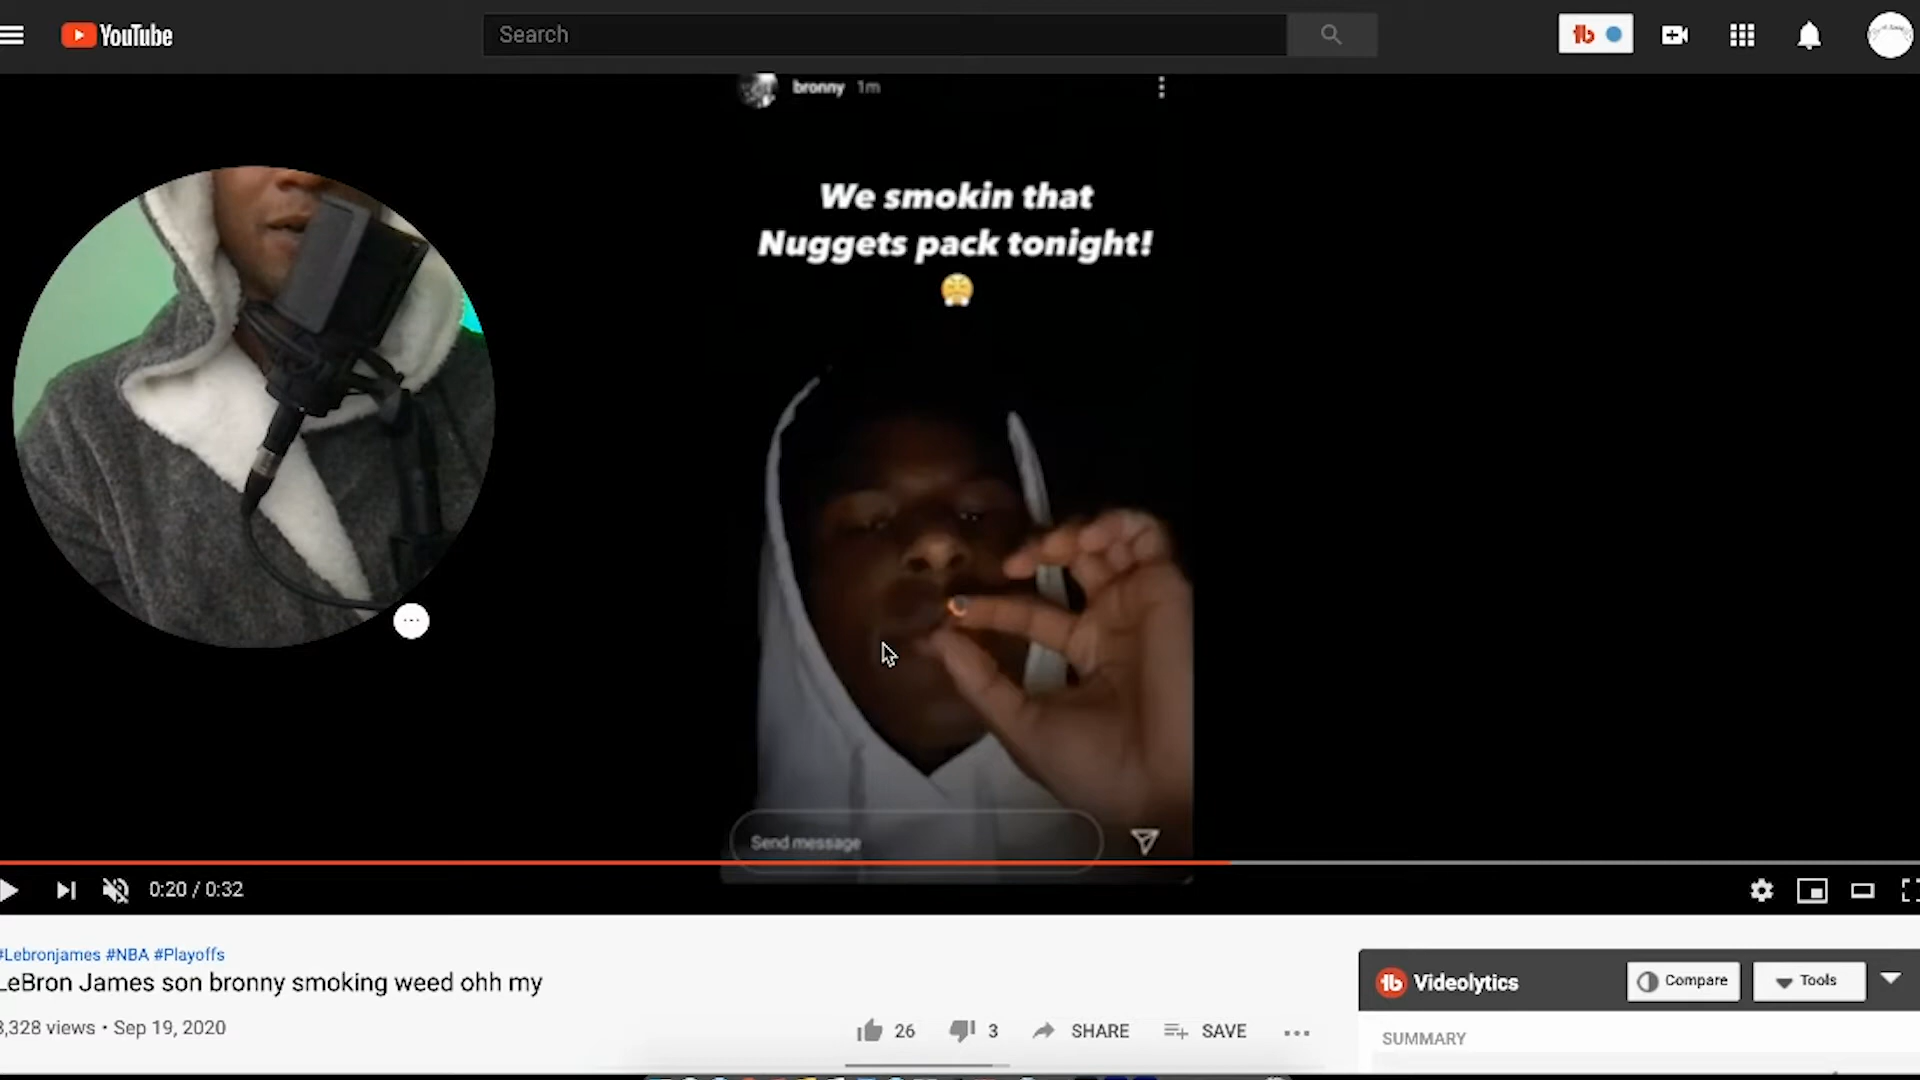 YouTube
Search
bronny 1m
We smokin that
Nuggets pack tonight!
Send message
0:20 / 0:32
#Lebronjames #NBA #Playoffs
LeBron James son bronny smoking weed ohh my
,328 views • Sep 19, 2020
26
3
SHARE
SAVE
Videolytics
Compare
Tools
SUMMARY